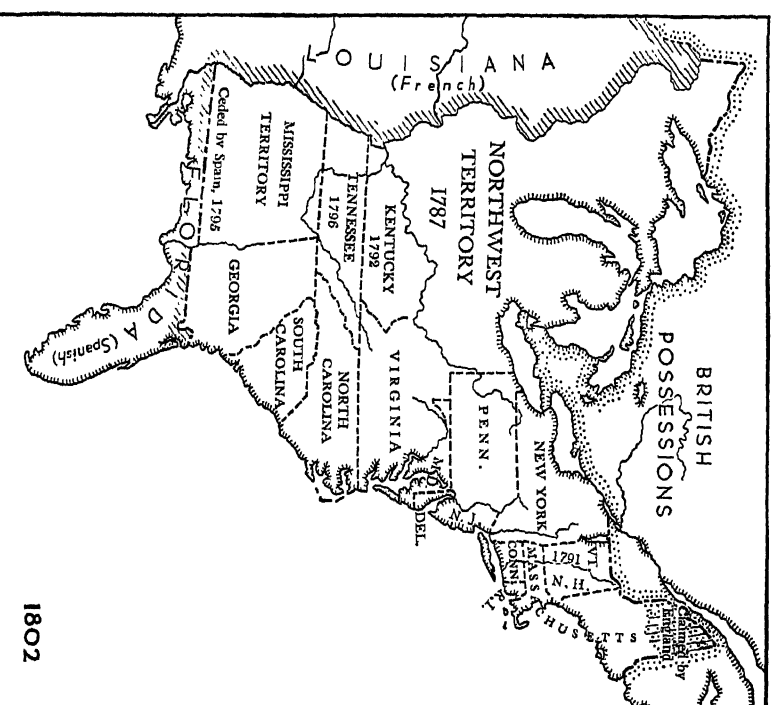 BRITISH
POSSESSIONS
LOUISIANA
(French)
NORTHWEST
TERRITORY
1787
Claimed by
England
VT.
1791
N.H.
MASSACHUSETTS
NEW YORK
CONN.
R.I.
PENN.
N.J.
MD.
DEL.
VIRGINIA
KENTUCKY
1792
TENNESSEE
1796
NORTH
CAROLINA
SOUTH
CAROLINA
GEORGIA
MISSISSIPPI
TERRITORY
Ceded by Spain, 1795
FLORIDA
(Spanish)
1802